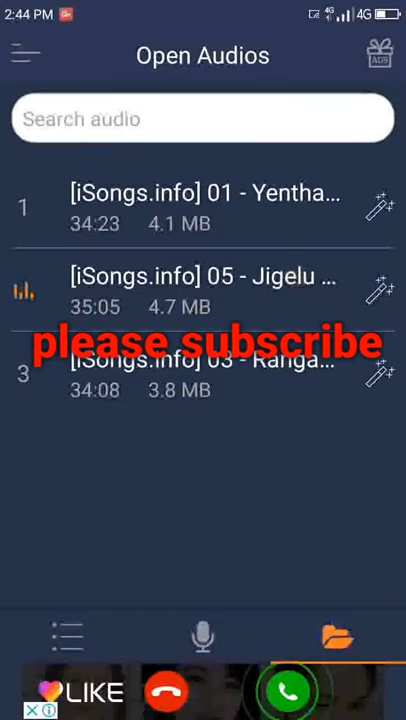 2:44 PM
4G
4G
Open Audios
ADS
Search audio
1
[iSongs.info] 01 - Yentha...
34:23 4.1 MB
[iSongs.info] 05 - Jigelu ...
35:05 4.7 MB
please subscribe
3
[iSongs.info] 03 - Ranga...
34:08 3.8 MB
LIKE